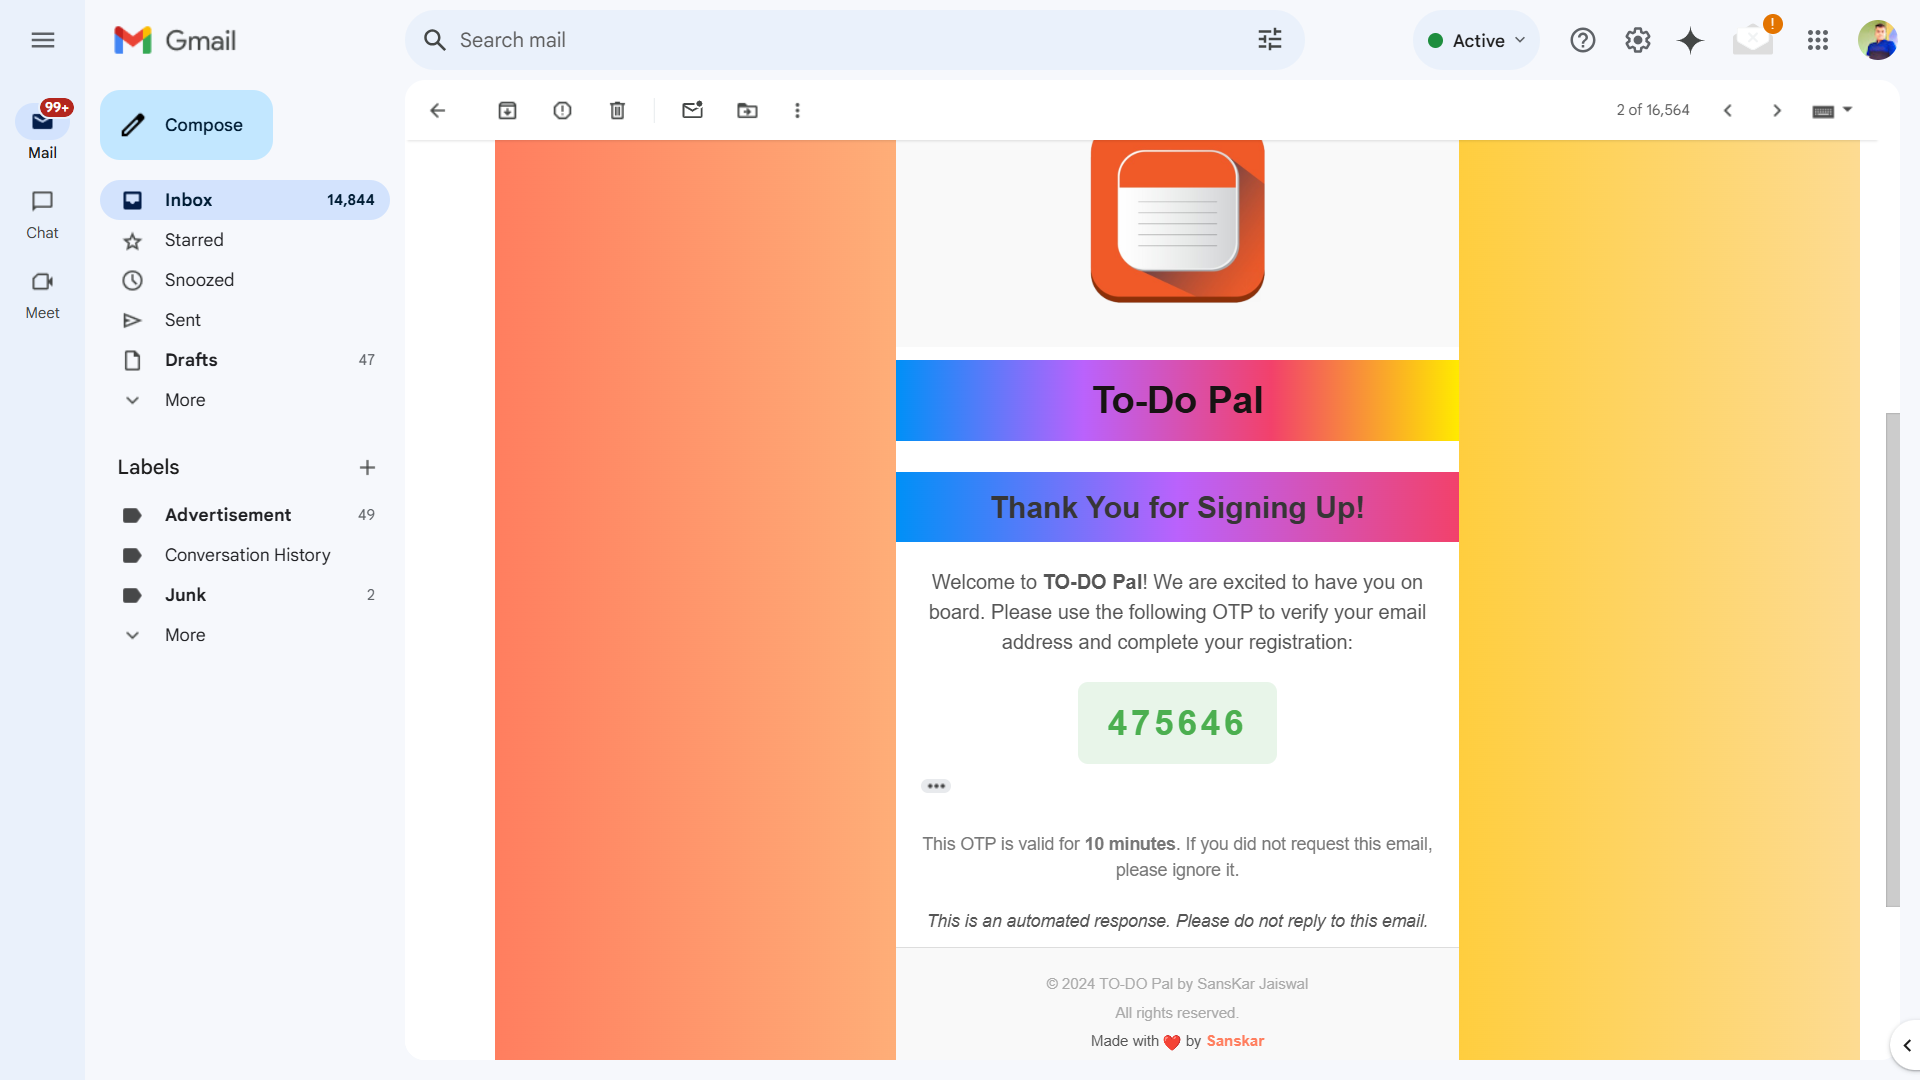 Gmail
Search mail
Active
!
99+
Mail
Chat
Meet
Compose
Inbox 14,844
Starred
Snoozed
Sent
Drafts 47
More
Labels
Advertisement 49
Conversation History
Junk 2
More
2 of 16,564
To-Do Pal
Thank You for Signing Up!
Welcome to TO-DO Pal! We are excited to have you on
board. Please use the following OTP to verify your email
address and complete your registration:
475646
This OTP is valid for 10 minutes. If you did not request this email,
please ignore it.
This is an automated response. Please do not reply to this email.
© 2024 TO-DO Pal by SansKar Jaiswal
All rights reserved.
Made with ❤️ by Sanskar